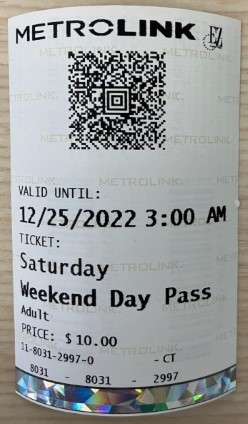 METROLINK EZ
VALID UNTIL:
12/25/2022 3:00 AM
TICKET:
Saturday
Weekend Day Pass
Adult
PRICE: $10.00
11-8031-2997-0 -CT
8031 - 8031 - 2997